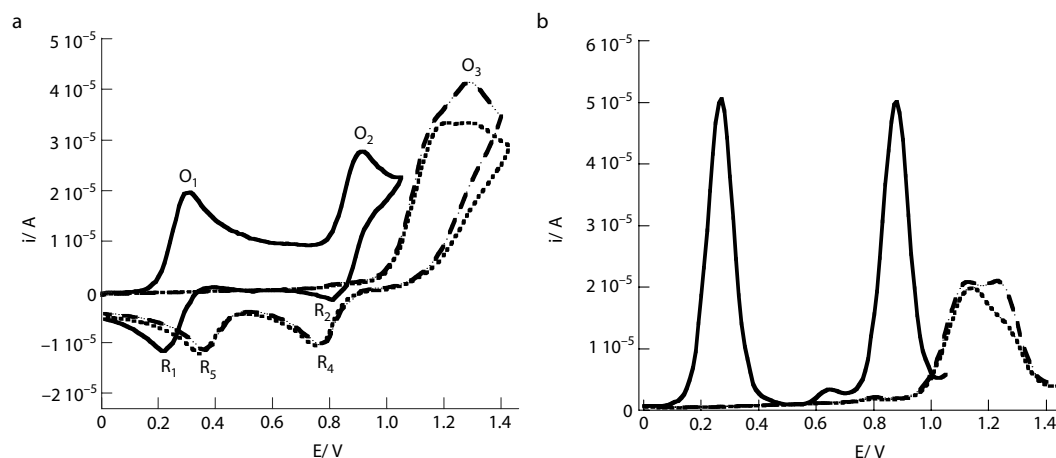 a
5 10⁻⁵
4 10⁻⁵
3 10⁻⁵
2 10⁻⁵
1 10⁻⁵
0
−1 10⁻⁵
−2 10⁻⁵
i/ A
O₁
O₂
O₃
R₁
R₅
R₂
R₄
0 0.2 0.4 0.6 0.8 1.0 1.2 1.4
E/ V
b
6 10⁻⁵
5 10⁻⁵
4 10⁻⁵
3 10⁻⁵
2 10⁻⁵
1 10⁻⁵
0
i/ A
0 0.2 0.4 0.6 0.8 1.0 1.2 1.4
E/ V